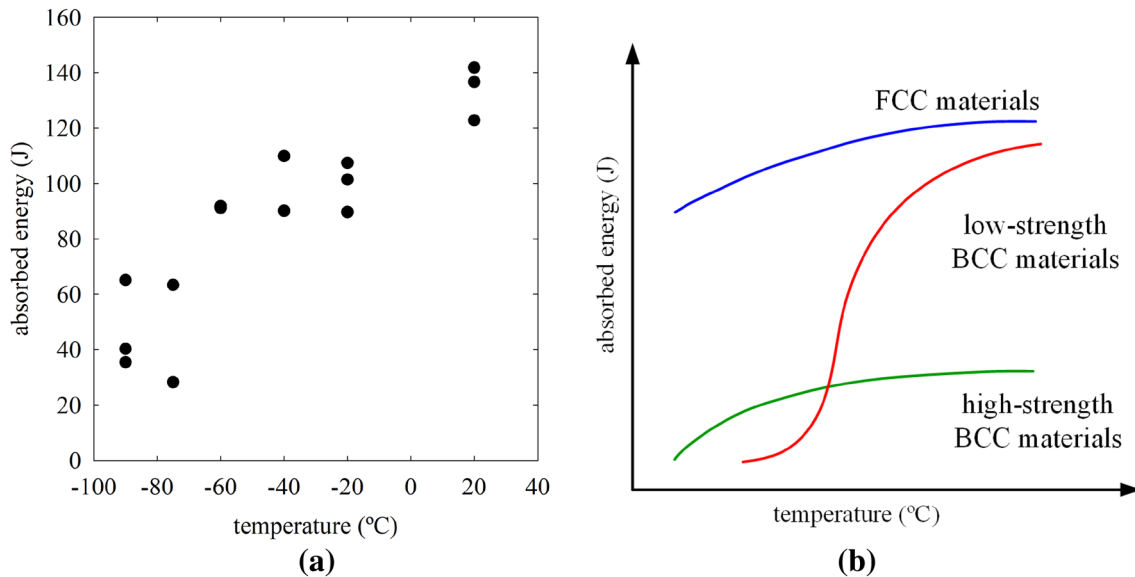 160
140
120
100
80
60
40
20
0
absorbed energy (J)
-100 -80 -60 -40 -20 0 20 40
temperature (ºC)
(a)
absorbed energy (J)
FCC materials
low-strength
BCC materials
high-strength
BCC materials
temperature (ºC)
(b)